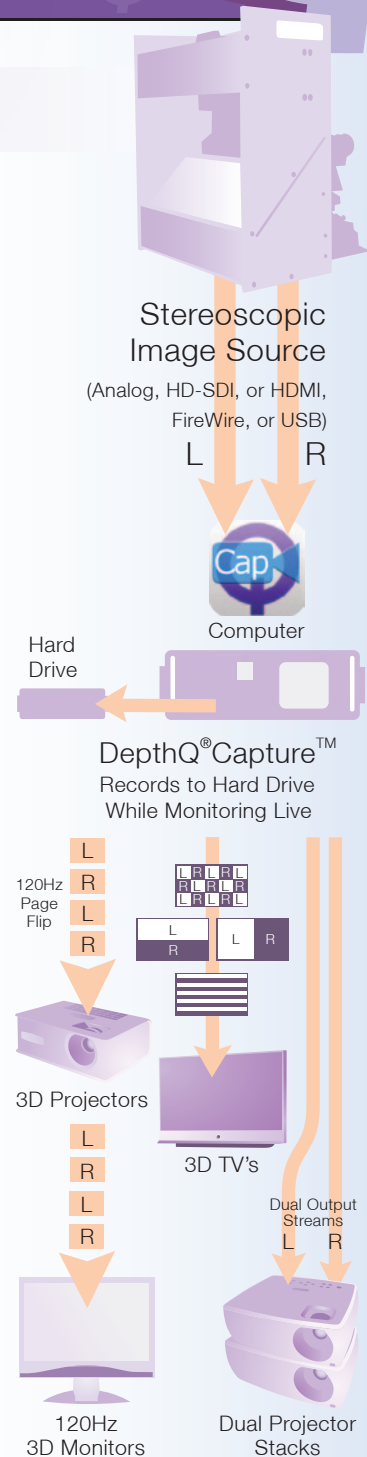 Stereoscopic
Image Source
(Analog, HD-SDI, or HDMI,
FireWire, or USB)
L R
Cap
Computer
Hard
Drive
DepthQ®Capture™
Records to Hard Drive
While Monitoring Live
120Hz
Page
Flip
L
R
L
R
L R L R L
R L R L R
L R L R L
L
R
L R
3D Projectors
3D TV's
L
R
L
R
Dual Output
Streams
L R
120Hz
3D Monitors
Dual Projector
Stacks